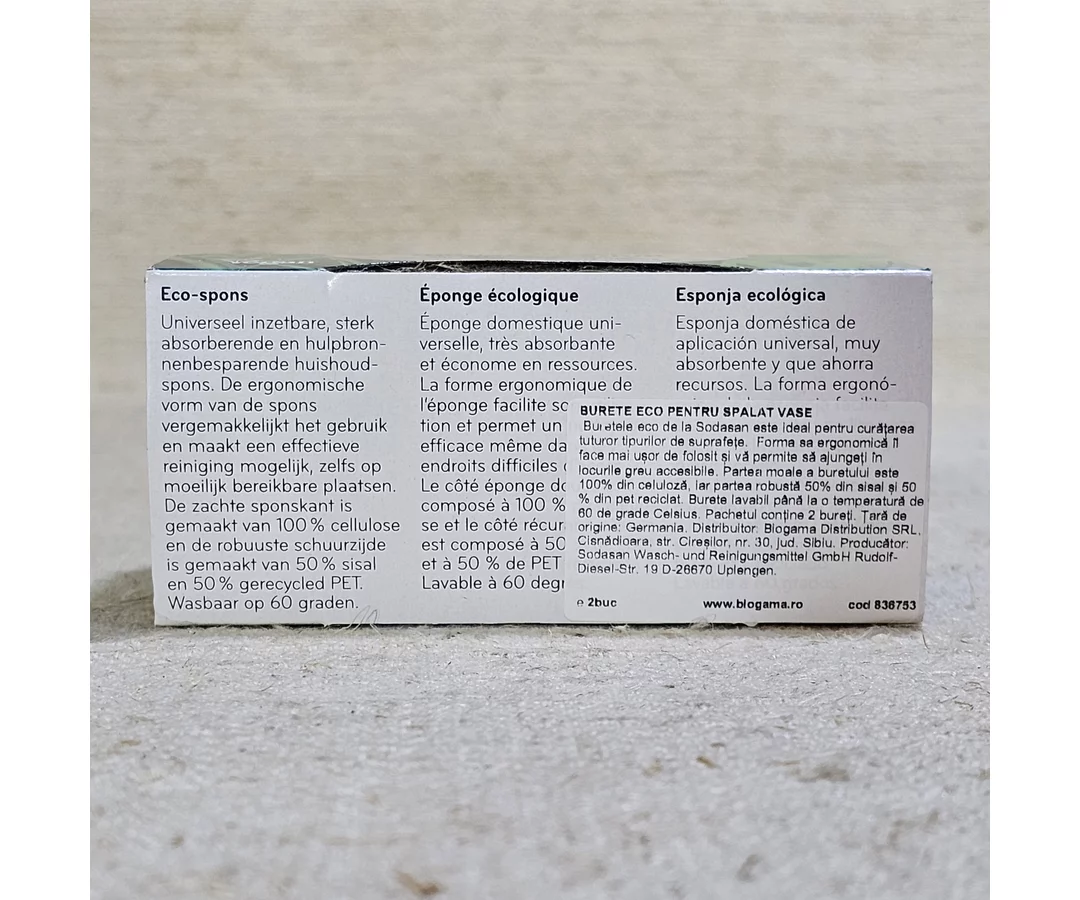 Eco-spons
Universeel inzetbare, sterk
absorberende en hulpbron-
nenbesparende huishoud-
spons. De ergonomische
vorm van de spons
vergemakkelijkt het gebruik
en maakt een effectieve
reiniging mogelijk, zelfs op
moeilijk bereikbare plaatsen.
De zachte sponskant is
gemaakt van 100 % cellulose
en de robuuste schuurzijde
is gemaakt van 50 % sisal
en 50 % gerecycled PET.
Wasbaar op 60 graden.
Éponge écologique
Éponge domestique uni-
verselle, très absorbante
et économe en ressources.
La forme ergonomique de
l'éponge facilite
tion et permet un
efficace même
endroits difficiles
Le côté éponge
composé à 100 %
se et le côté
est composé à 50
et à 50 % de PET
Lavable à 60
Esponja ecológica
Esponja doméstica de
aplicación universal, muy
absorbente y que ahorra
recursos. La forma ergonó-
BURETE ECO PENTRU SPALAT VASE
Buretele eco de la Sodasan este ideal pentru curățarea
tuturor tipurilor de suprafețe. Forma sa ergonomică îl
face mai ușor de folosit și vă permite să ajungeți în
locurile greu accesibile. Partea moale a buretului este
100% din celuloză, iar partea robustă 50% din sisal și 50
% din pet reciclat. Burete lavabil până la o temperatură de
60 de grade Celsius. Pachetul conține 2 bureți. Țară de
origine: Germania. Distribuitor: Biogama Distribution SRL,
Cisnădioara, str. Cireșilor, nr. 30, jud. Sibiu. Producător:
Sodasan Wasch- und Reinigungsmittel GmbH Rudolf-
Diesel-Str. 19 D-26670 Uplengen.
℮ 2buc www.biogama.ro cod 836753